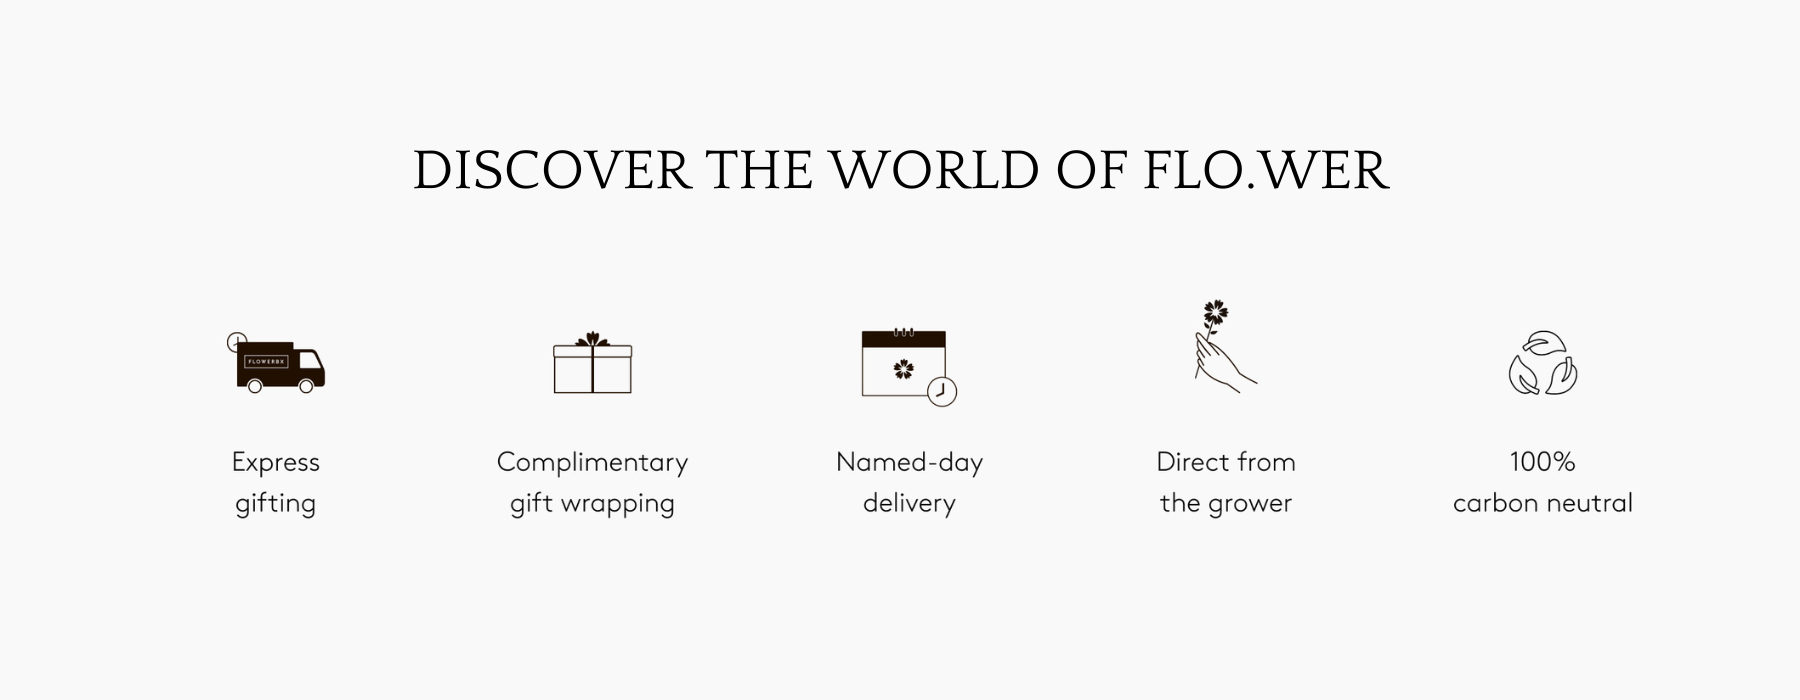 DISCOVER THE WORLD OF FLO.WER
FLOWERBX
Express
gifting
Complimentary
gift wrapping
Named-day
delivery
Direct from
the grower
100%
carbon neutral